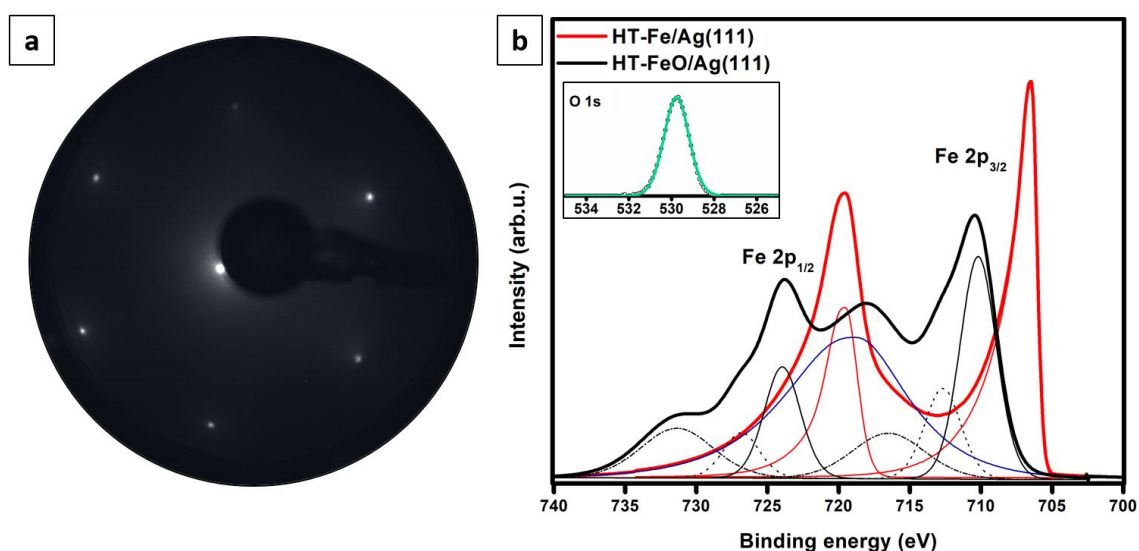 a
b
HT-Fe/Ag(111)
HT-FeO/Ag(111)
O 1s
534 532 530 528 526
Fe 2p3/2
Fe 2p1/2
Intensity (arb.u.)
740 735 730 725 720 715 710 705 700
Binding energy (eV)